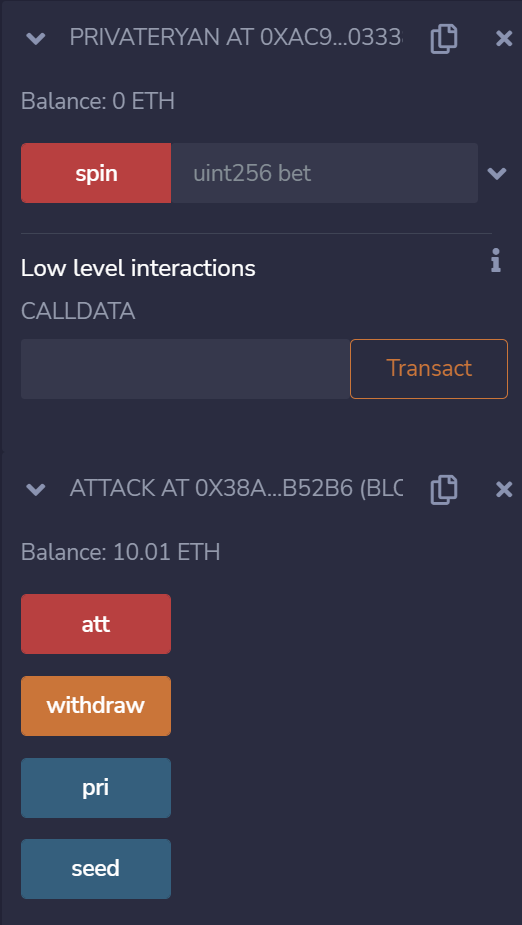 PRIVATERYAN AT 0XAC9...0333
Balance: 0 ETH
spin uint256 bet
Low level interactions
CALLDATA
Transact
ATTACK AT 0X38A...B52B6 (BLC
Balance: 10.01 ETH
att
withdraw
pri
seed